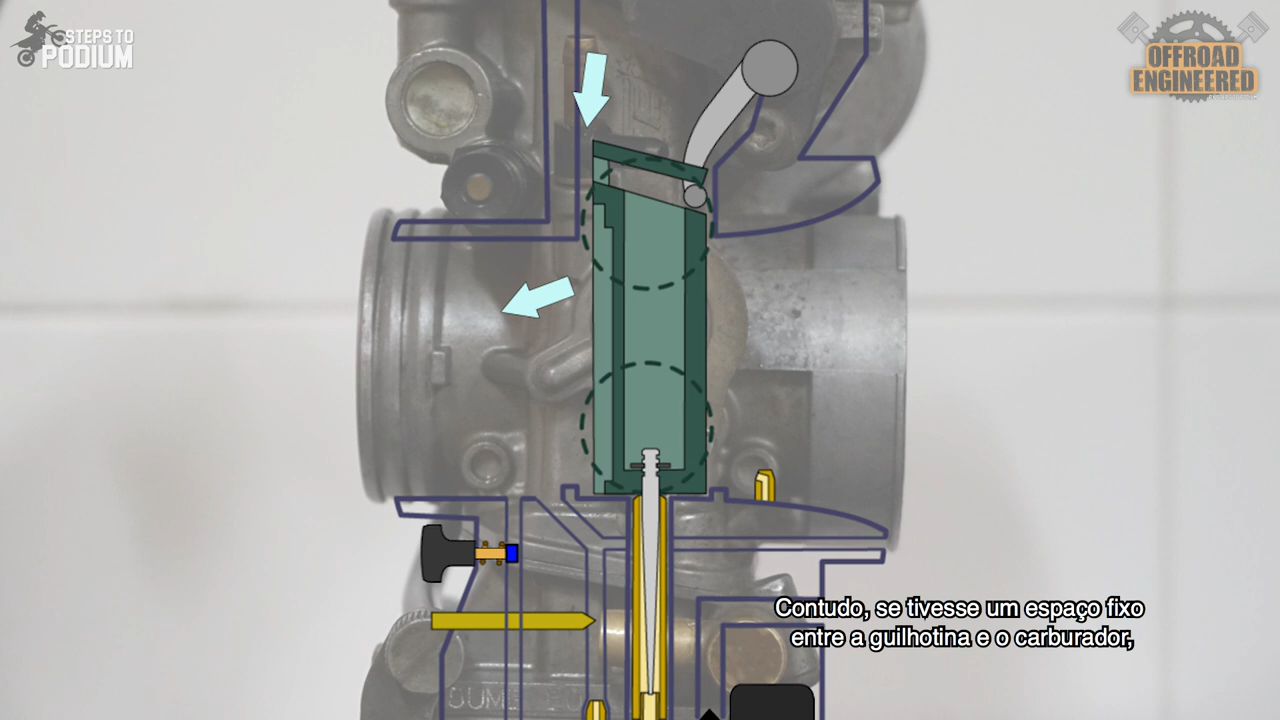 STEPS TO
PODIUM
OFFROAD
ENGINEERED
Contudo, se tivesse um espaço fixo
entre a guilhotina e o carburador,